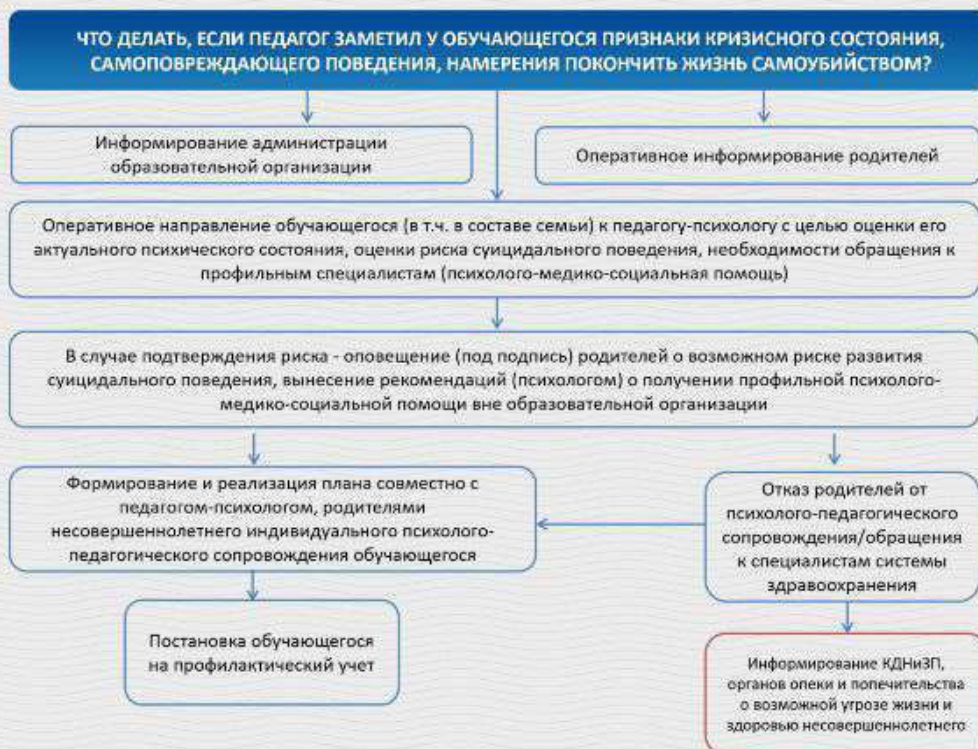 ЧТО ДЕЛАТЬ, ЕСЛИ ПЕДАГОГ ЗАМЕТИЛ У ОБУЧАЮЩЕГОСЯ ПРИЗНАКИ КРИЗИСНОГО СОСТОЯНИЯ,
САМОПОВРЕЖДАЮЩЕГО ПОВЕДЕНИЯ, НАМЕРЕНИЯ ПОКОНЧИТЬ ЖИЗНЬ САМОУБИЙСТВОМ?
Информирование администрации
образовательной организации
Оперативное информирование родителей
Оперативное направление обучающегося (в т.ч. в составе семьи) к педагогу-психологу с целью оценки его
актуального психического состояния, оценки риска суицидального поведения, необходимости обращения к
профильным специалистам (психолого-медико-социальная помощь)
В случае подтверждения риска - оповещение (под подпись) родителей о возможном риске развития
суицидального поведения, вынесение рекомендаций (психологом) о получении профильной психолого-
медико-социальной помощи вне образовательной организации
Формирование и реализация плана совместно с
педагогом-психологом, родителями
несовершеннолетнего индивидуального психолого-
педагогического сопровождения обучающегося
Отказ родителей от
психолого-педагогического
сопровождения/обращения
к специалистам системы
здравоохранения
Постановка обучающегося
на профилактический учет
Информирование КДНиЗП,
органов опеки и попечительства
о возможной угрозе жизни и
здоровью несовершеннолетнего